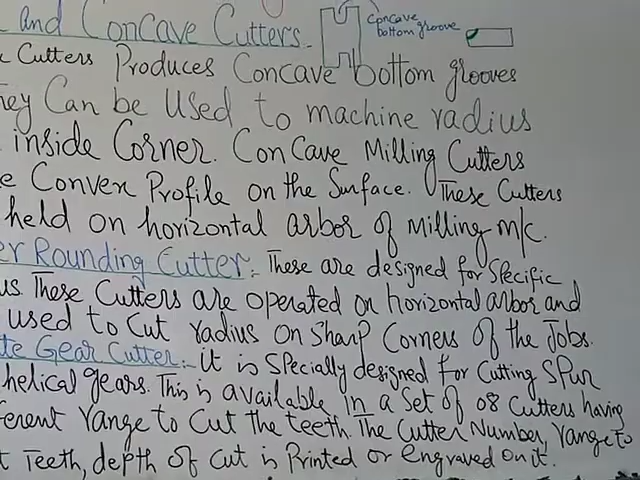 and Concave Cutters.
Concave
bottom groove
Cutters Produces Concave bottom grooves
hey Can be Used to machine radius
inside Corner. Concave Milling Cutters
e Convex Profile on the Surface. These Cutters
held on horizontal arbor of Milling m/c.
er Rounding Cutter:- These are designed for Specific
us. These Cutters are operated on horizontal arbor and
used to Cut radius on Sharp Corners of the Jobs.
te Gear Cutter:- it is Specially designed for Cutting Spur
helical gears. This is available in a Set of 08 Cutters having
ferent range to Cut the teeth. The Cutter Number, range to
t Teeth, depth of Cut is Printed or engraved on it.